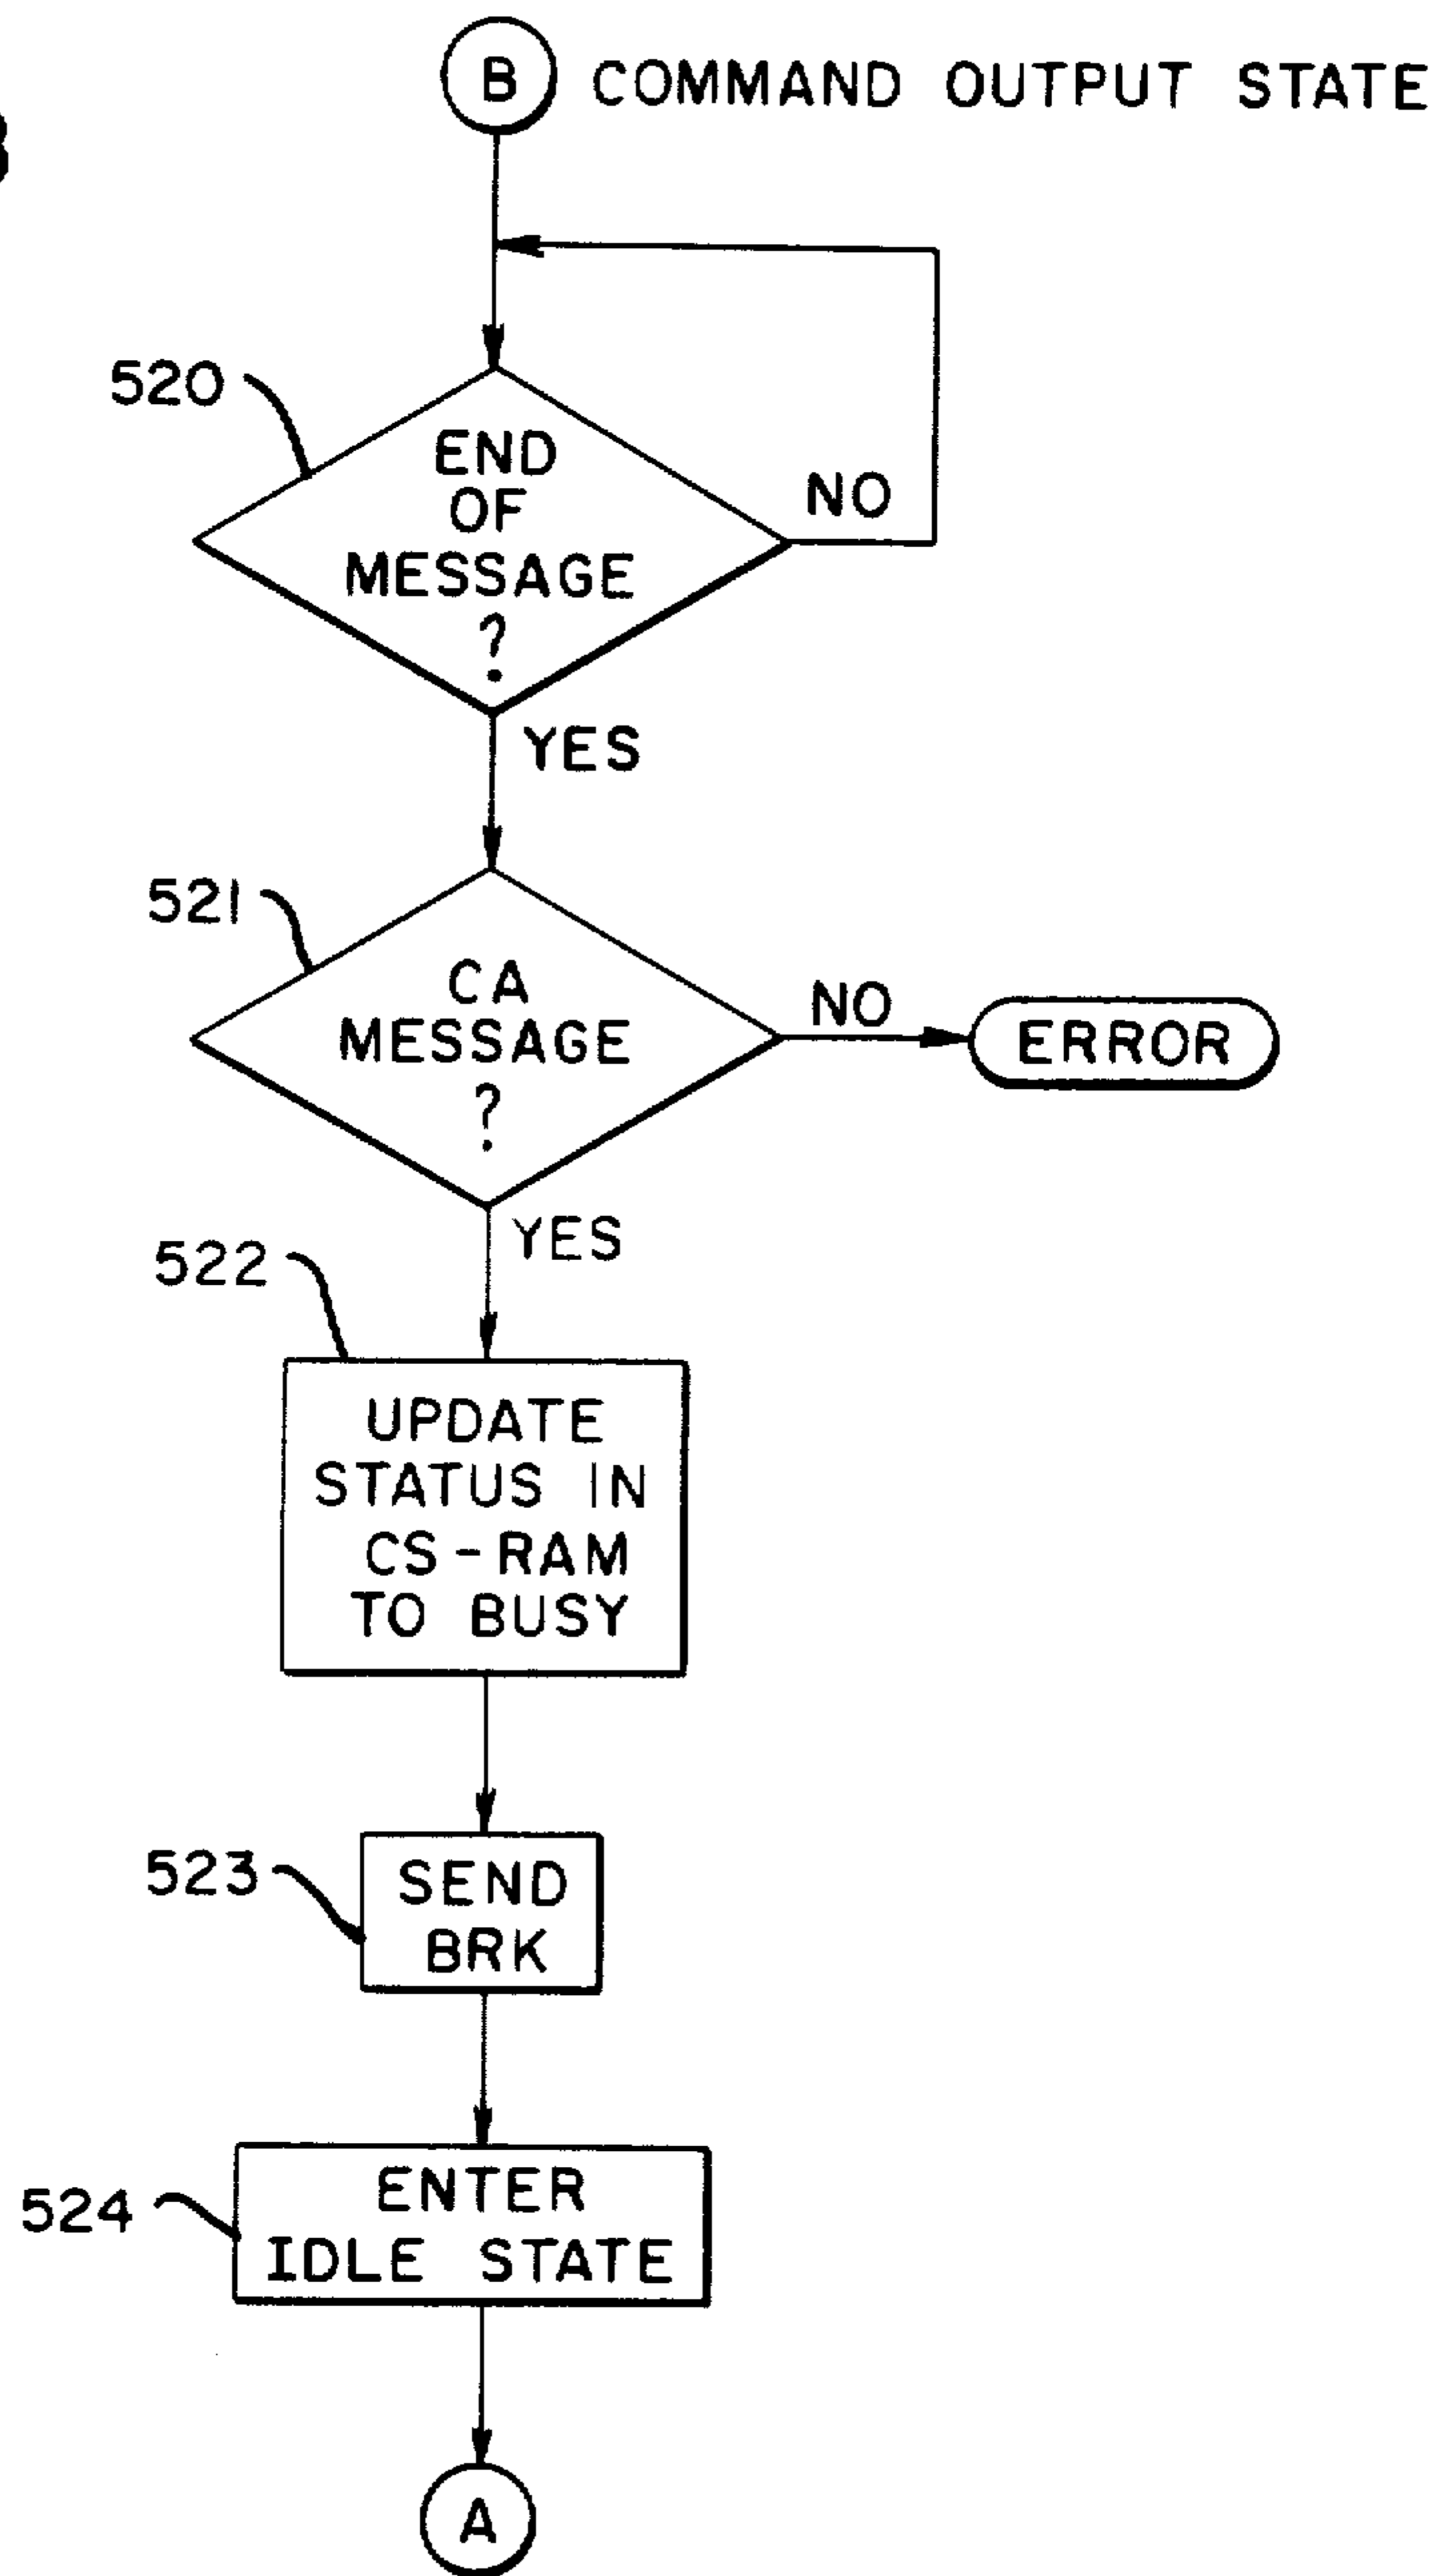 B COMMAND OUTPUT STATE
520
END
OF
MESSAGE
?
NO
YES
521
CA
MESSAGE
?
NO
ERROR
YES
522
UPDATE
STATUS IN
CS-RAM
TO BUSY
523
SEND
BRK
524
ENTER
IDLE STATE
A